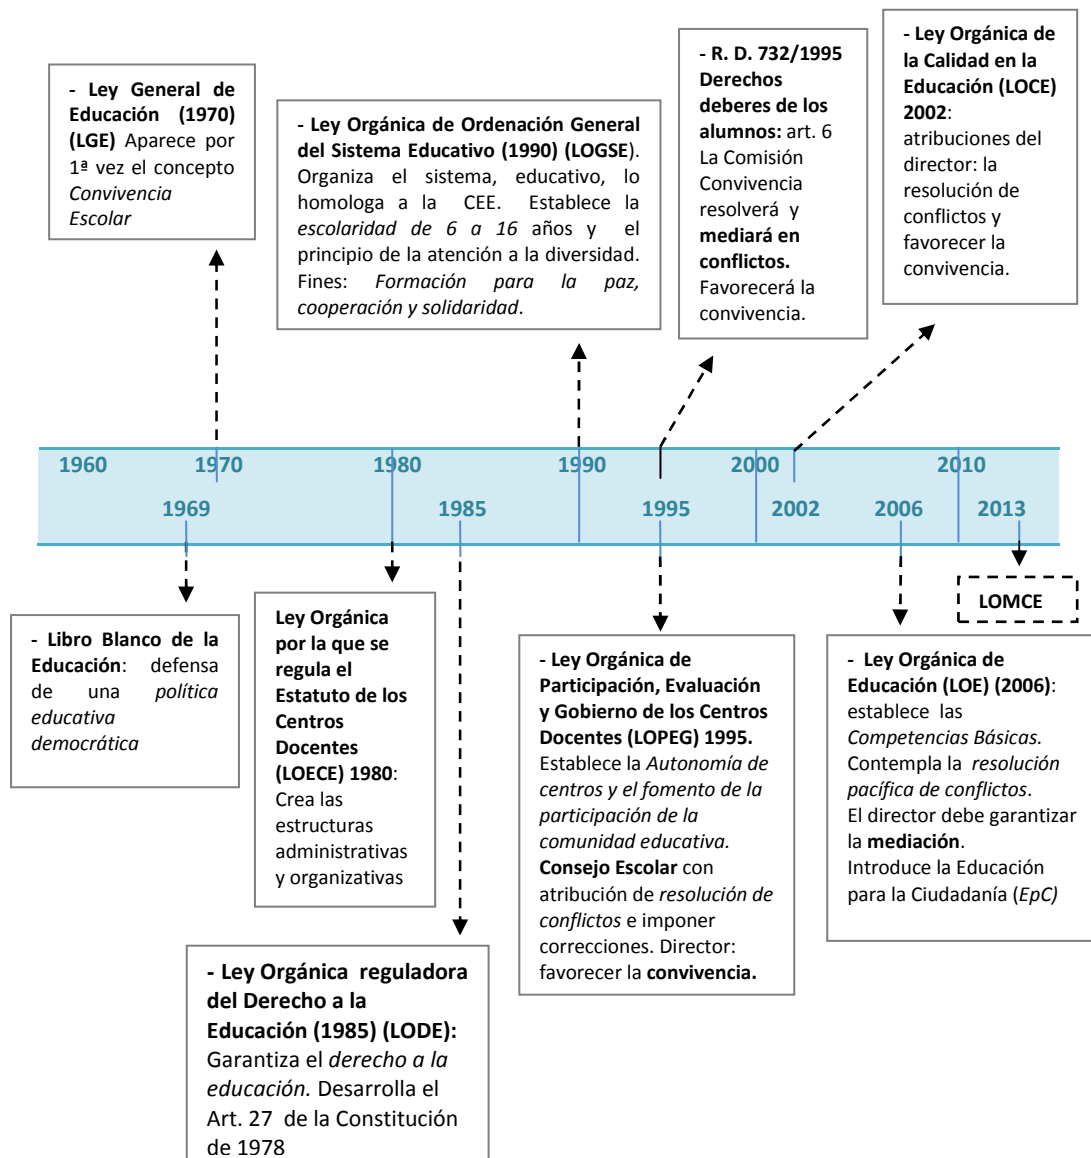 - Ley General de
Educación (1970)
(LGE) Aparece por
1ª vez el concepto
Convivencia
Escolar
- Ley Orgánica de Ordenación General
del Sistema Educativo (1990) (LOGSE).
Organiza el sistema, educativo, lo
homologa a la CEE. Establece la
escolaridad de 6 a 16 años y el
principio de la atención a la diversidad.
Fines: Formación para la paz,
cooperación y solidaridad.
- R. D. 732/1995
Derechos
deberes de los
alumnos: art. 6
La Comisión
Convivencia
resolverá y
mediará en
conflictos.
Favorecerá la
convivencia.
- Ley Orgánica de
la Calidad en la
Educación (LOCE)
2002:
atribuciones del
director: la
resolución de
conflictos y
favorecer la
convivencia.
1960 1970 1980 1990 2000 2010
1969 1985 1995 2002 2006 2013
- Libro Blanco de la
Educación: defensa
de una política
educativa
democrática
Ley Orgánica
por la que se
regula el
Estatuto de los
Centros
Docentes
(LOECE) 1980:
Crea las
estructuras
administrativas
y organizativas
- Ley Orgánica reguladora
del Derecho a la
Educación (1985) (LODE):
Garantiza el derecho a la
educación. Desarrolla el
Art. 27 de la Constitución
de 1978
- Ley Orgánica de
Participación, Evaluación
y Gobierno de los Centros
Docentes (LOPEG) 1995.
Establece la Autonomía de
centros y el fomento de la
participación de la
comunidad educativa.
Consejo Escolar con
atribución de resolución de
conflictos e imponer
correcciones. Director:
favorecer la convivencia.
LOMCE
- Ley Orgánica de
Educación (LOE) (2006):
establece las
Competencias Básicas.
Contempla la resolución
pacífica de conflictos.
El director debe garantizar
la mediación.
Introduce la Educación
para la Ciudadanía (EpC)